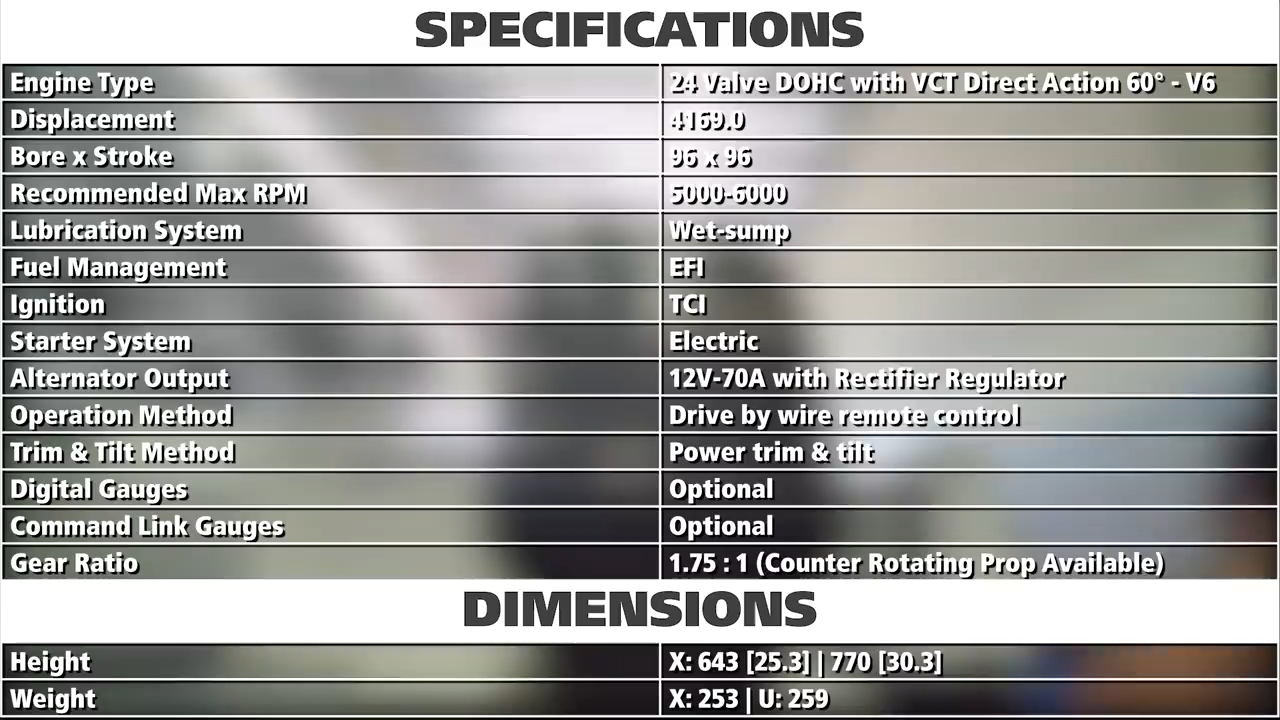 SPECIFICATIONS
Engine Type 24 Valve DOHC with VCT Direct Action 60° - V6
Displacement 4169.0
Bore x Stroke 96 x 96
Recommended Max RPM 5000-6000
Lubrication System Wet-sump
Fuel Management EFI
Ignition TCI
Starter System Electric
Alternator Output 12V-70A with Rectifier Regulator
Operation Method Drive by wire remote control
Trim & Tilt Method Power trim & tilt
Digital Gauges Optional
Command Link Gauges Optional
Gear Ratio 1.75 : 1 (Counter Rotating Prop Available)
DIMENSIONS
Height X: 643 [25.3] | 770 [30.3]
Weight X: 253 | U: 259